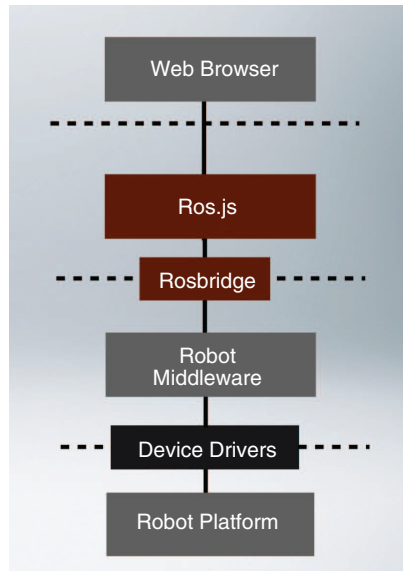 Web Browser
Ros.js
Rosbridge
Robot
Middleware
Device Drivers
Robot Platform